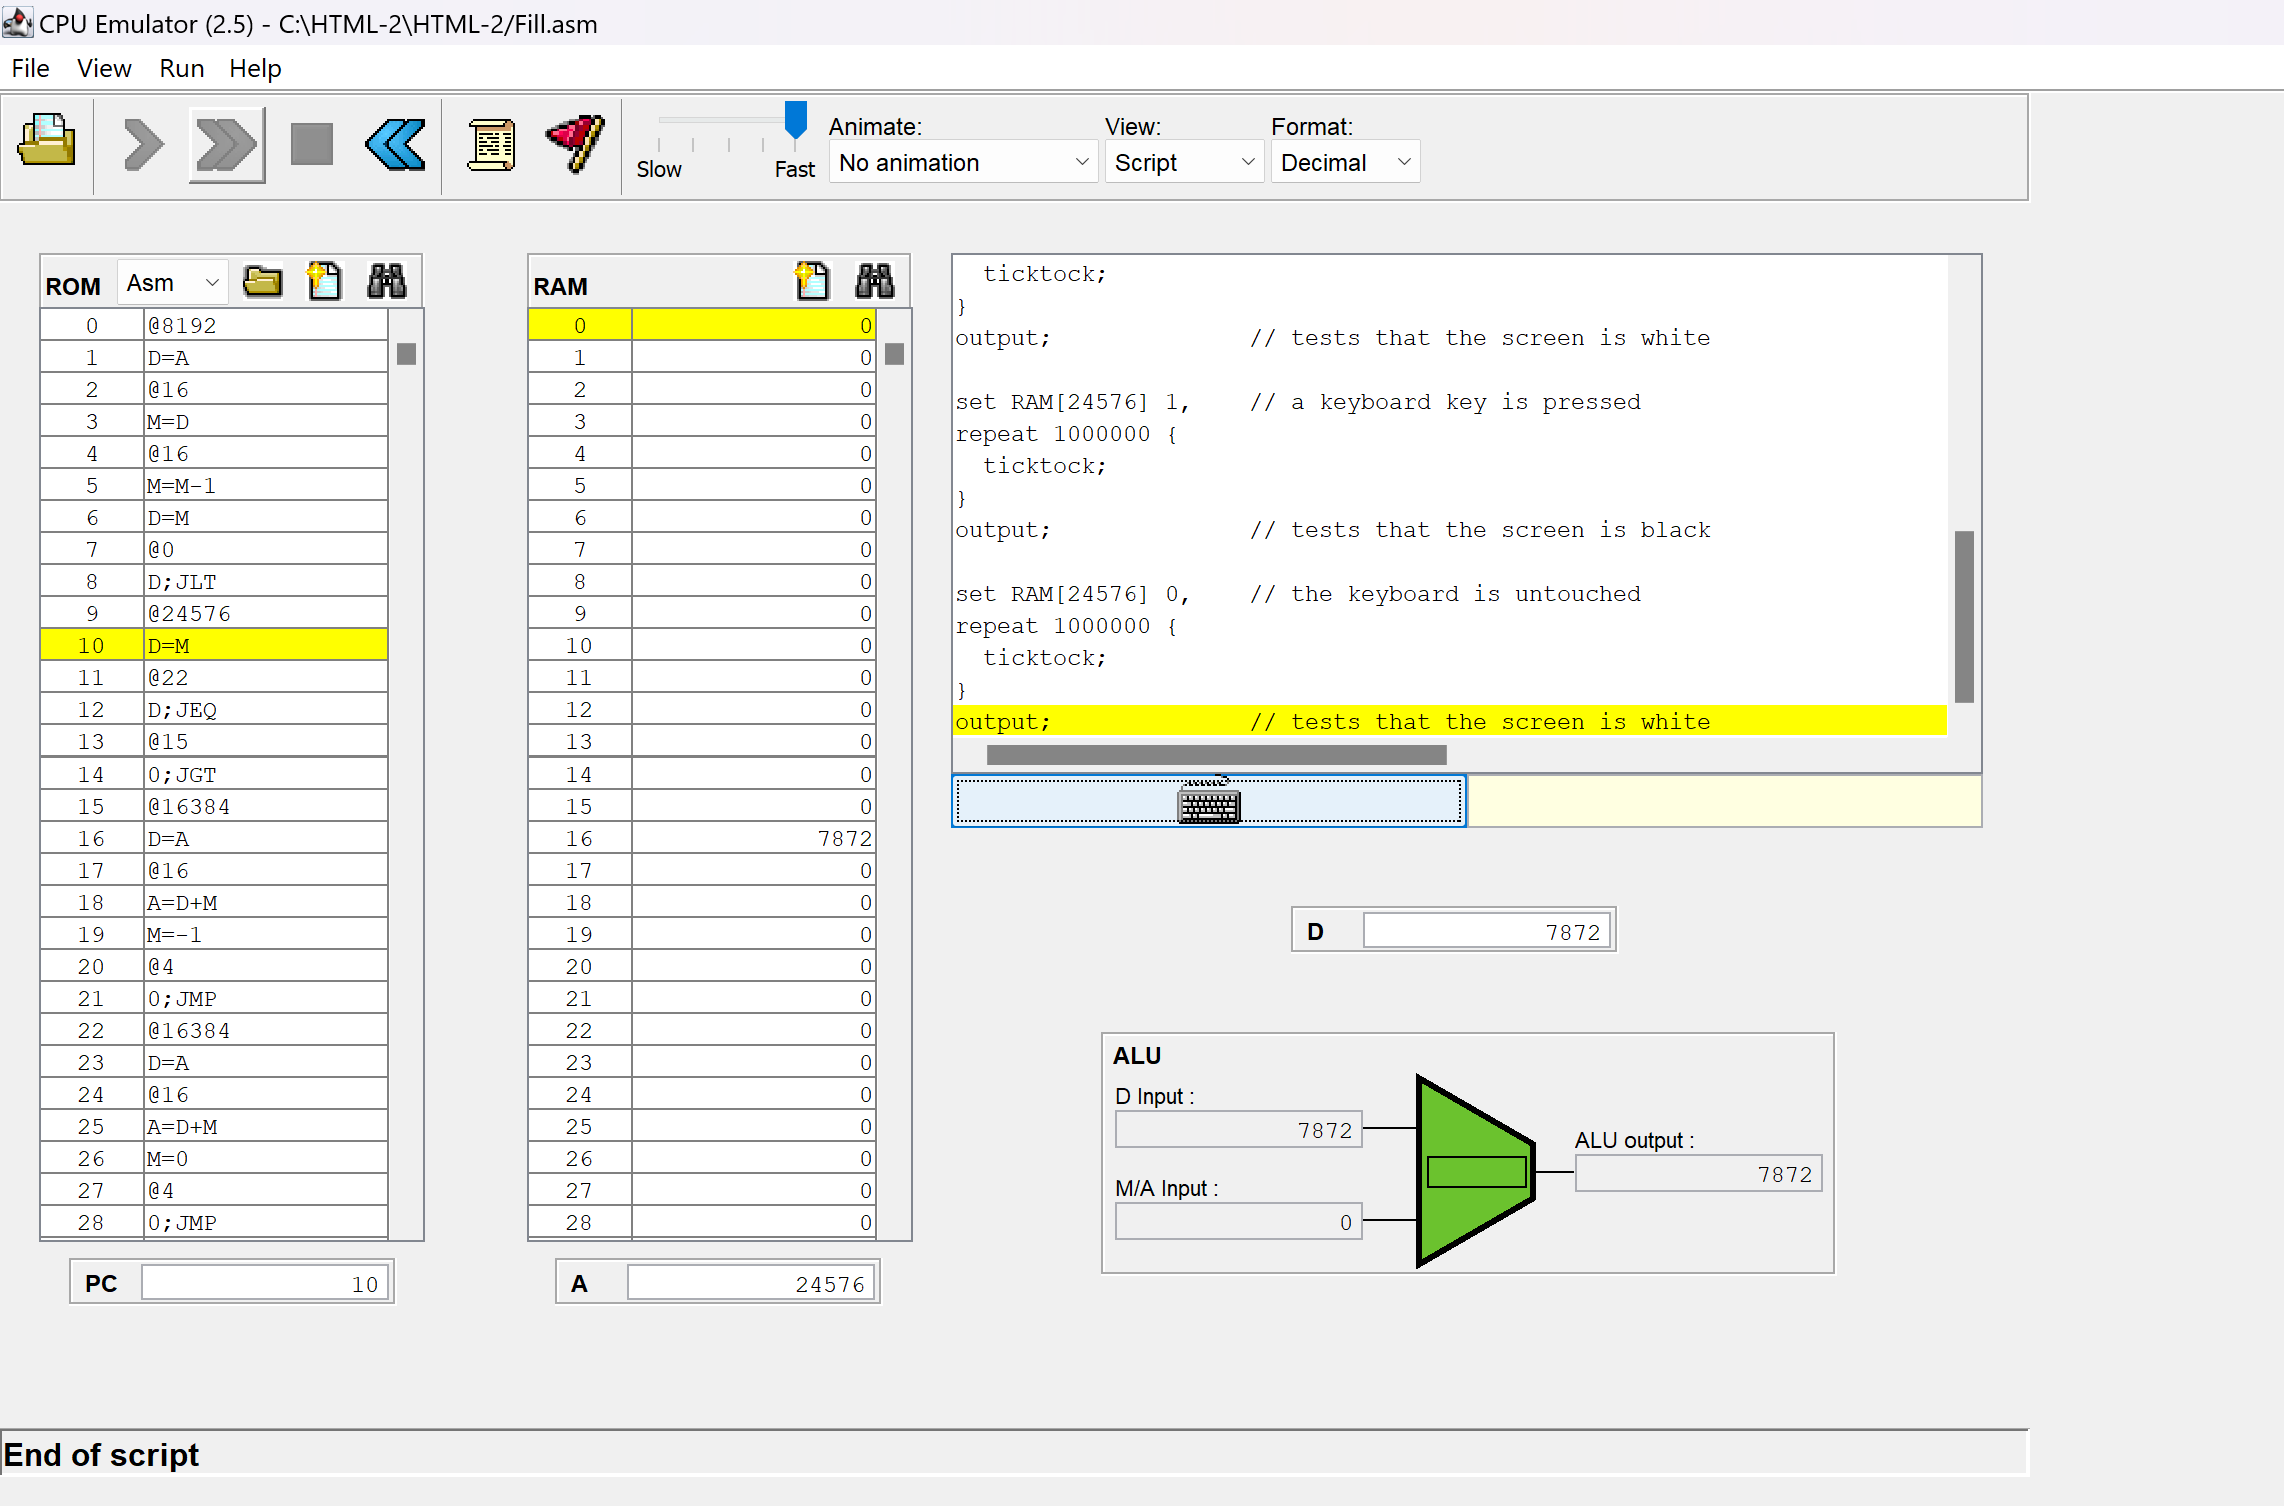 CPU Emulator (2.5) - C:\HTML-2\HTML-2/Fill.asm
File View Run Help
Slow Fast
Animate: View: Format:
No animation Script Decimal
ROM Asm
0 @8192
1 D=A
2 @16
3 M=D
4 @16
5 M=M-1
6 D=M
7 @0
8 D;JLT
9 @24576
10 D=M
11 @22
12 D;JEQ
13 @15
14 0;JGT
15 @16384
16 D=A
17 @16
18 A=D+M
19 M=-1
20 @4
21 0;JMP
22 @16384
23 D=A
24 @16
25 A=D+M
26 M=0
27 @4
28 0;JMP
PC 10
RAM
0 0
1 0
2 0
3 0
4 0
5 0
6 0
7 0
8 0
9 0
10 0
11 0
12 0
13 0
14 0
15 0
16 7872
17 0
18 0
19 0
20 0
21 0
22 0
23 0
24 0
25 0
26 0
27 0
28 0
A 24576
ticktock;
}
output; // tests that the screen is white
set RAM[24576] 1, // a keyboard key is pressed
repeat 1000000 {
ticktock;
}
output; // tests that the screen is black
set RAM[24576] 0, // the keyboard is untouched
repeat 1000000 {
ticktock;
}
output; // tests that the screen is white
D 7872
ALU
D Input :
7872
M/A Input :
0
ALU output :
7872
End of script